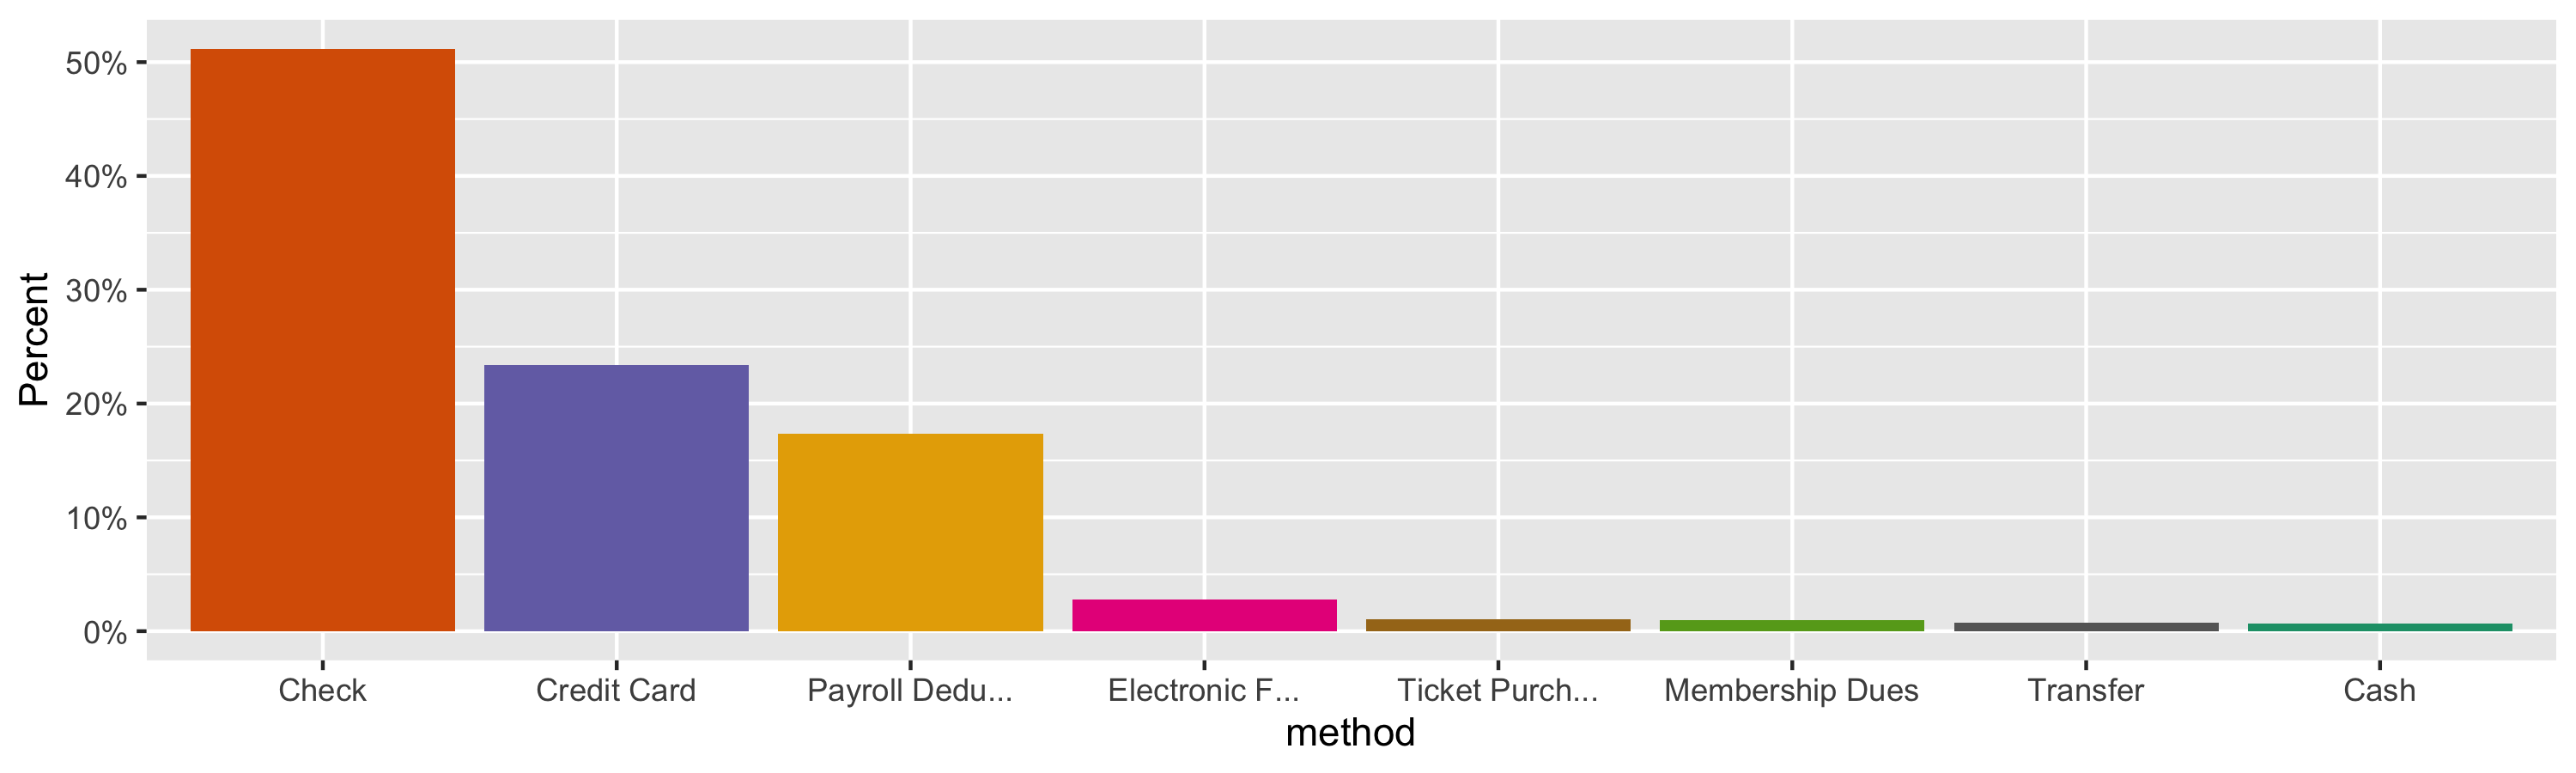 Percent
50%
40%
30%
20%
10%
0%
Check Credit Card Payroll Dedu... Electronic F... Ticket Purch... Membership Dues Transfer Cash
method